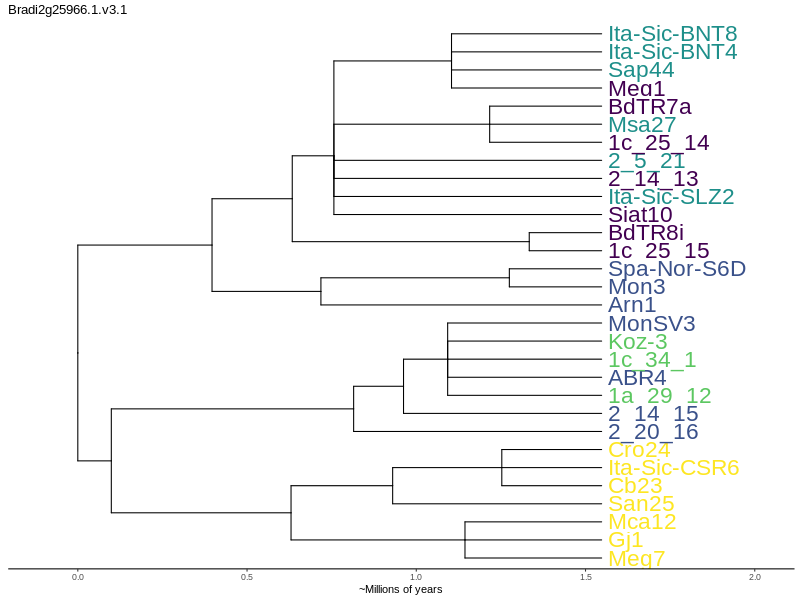 Bradi2g25966.1.v3.1
Ita-Sic-BNT8
Ita-Sic-BNT4
Sap44
Meg1
BdTR7a
Msa27
1c_25_14
2_5_21
2_14_13
Ita-Sic-SLZ2
Siat10
BdTR8i
1c_25_15
Spa-Nor-S6D
Mon3
Arn1
MonSV3
Koz-3
1c_34_1
ABR4
1a_29_12
2_14_15
2_20_16
Cro24
Ita-Sic-CSR6
Cb23
San25
Mca12
Gj1
Meg7
0.0 0.5 1.0 1.5 2.0
~Millions of years